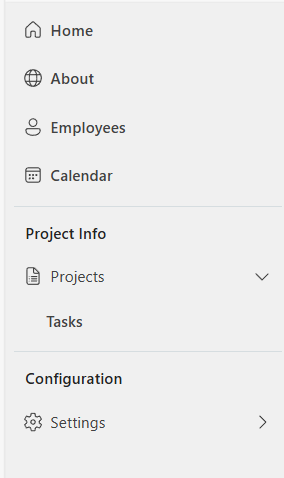 Home
About
Employees
Calendar
Project Info
Projects
Tasks
Configuration
Settings